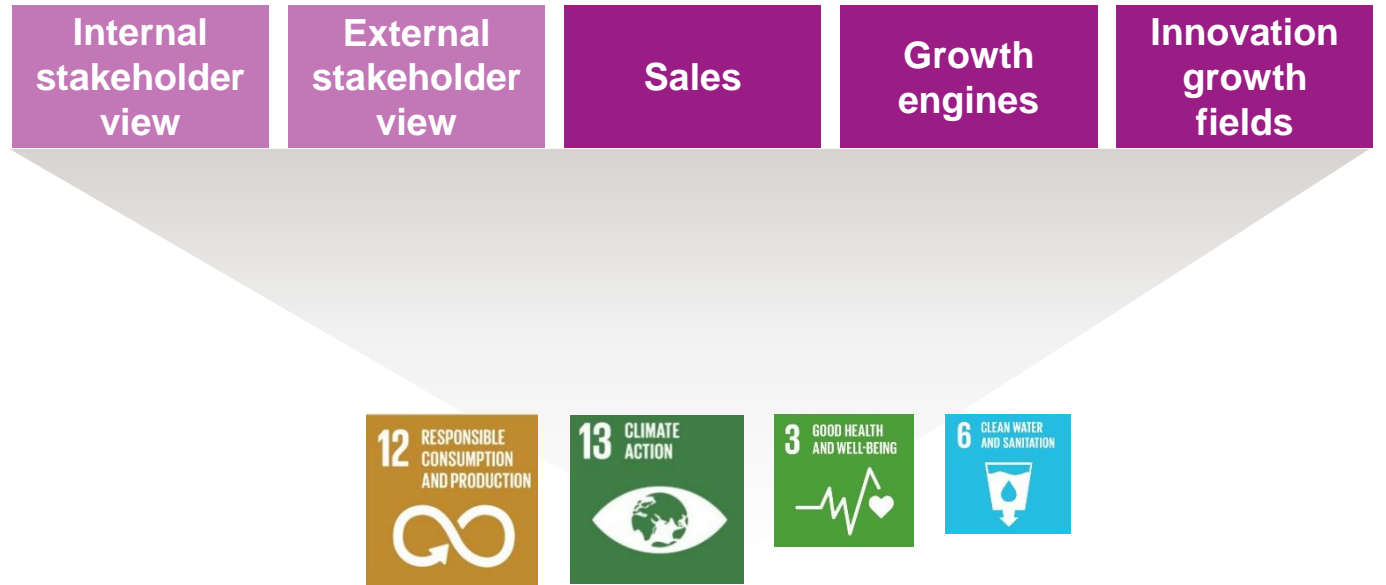 Internal
stakeholder
view
External
stakeholder
view
Sales
Growth
engines
Innovation
growth
fields
12 RESPONSIBLE
CONSUMPTION
AND PRODUCTION
13 CLIMATE
ACTION
3 GOOD HEALTH
AND WELL-BEING
6 CLEAN WATER
AND SANITATION